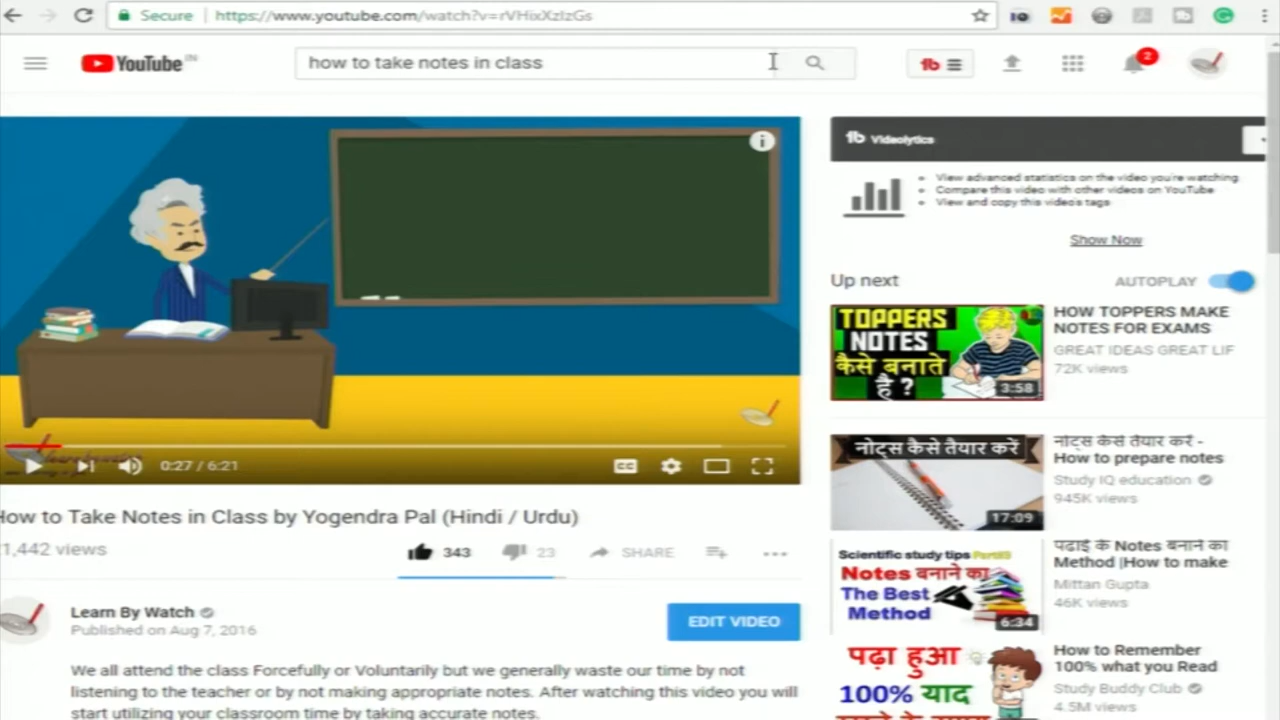 Secure
https://www.youtube.com/watch?v=rVHixXzIzGs
YouTube IN
how to take notes in class
2
Videolytics
View advanced statistics on the video you're watching
Compare this video with other videos on YouTube
View and copy this video's tags
Show Now
Up next
AUTOPLAY
TOPPERS
NOTES
कैसे बनाते
है ?
3:58
HOW TOPPERS MAKE
NOTES FOR EXAMS
GREAT IDEAS GREAT LIF
72K views
नोट्स कैसे तैयार करें
17:09
नोट्स कैसे तैयार करें -
How to prepare notes
Study IQ education
945K views
Scientific study tips Part#3
Notes बनाने का
The Best
Method
6:34
पढाई के Notes बनाने का
Method |How to make
Mittan Gupta
46K views
पढ़ा हुआ
100% याद
How to Remember
100% what you Read
Study Buddy Club
4.5M views
0:27 / 6:21
CC
How to Take Notes in Class by Yogendra Pal (Hindi / Urdu)
1,442 views
343
23
SHARE
Learn By Watch
Published on Aug 7, 2016
EDIT VIDEO
We all attend the class Forcefully or Voluntarily but we generally waste our time by not
listening to the teacher or by not making appropriate notes. After watching this video you will
start utilizing your classroom time by taking accurate notes.